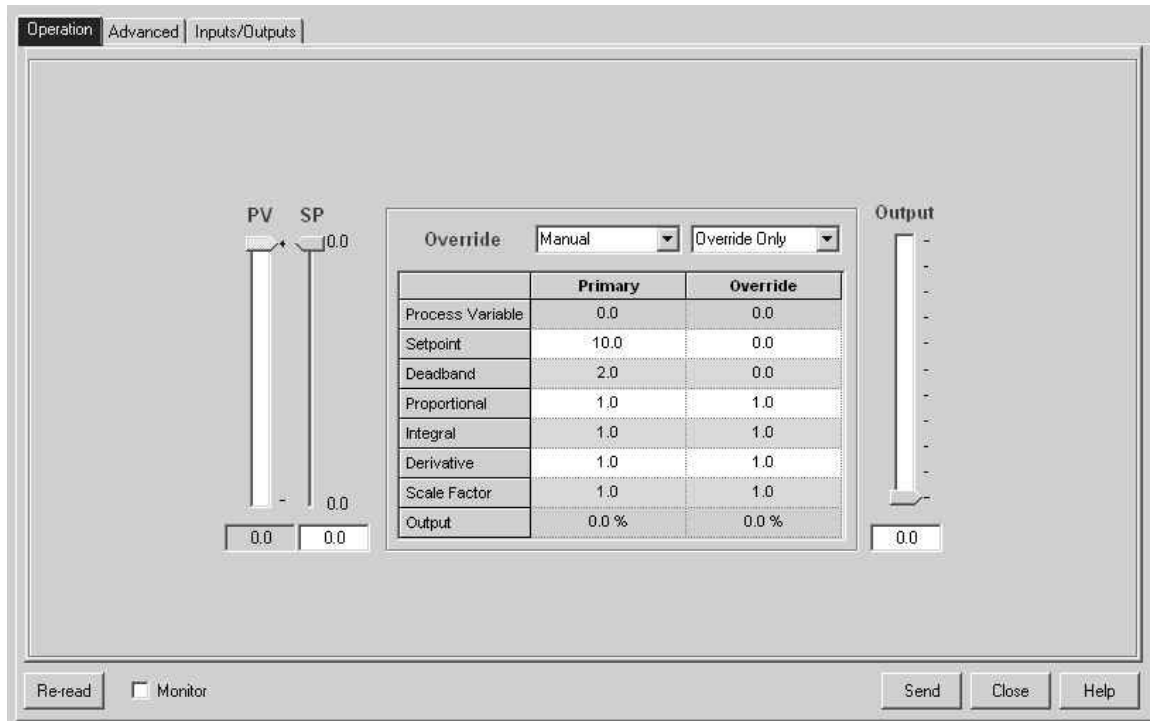 Operation Advanced Inputs/Outputs
PV SP Output
Override Manual Override Only
0.0
Primary Override
Process Variable 0.0 0.0
Setpoint 10.0 0.0
Deadband 2.0 0.0
Proportional 1.0 1.0
Integral 1.0 1.0
Derivative 1.0 1.0
Scale Factor 1.0 1.0
0.0
Output 0.0 % 0.0 %
0.0 0.0 0.0
Re-read Monitor Send Close Help